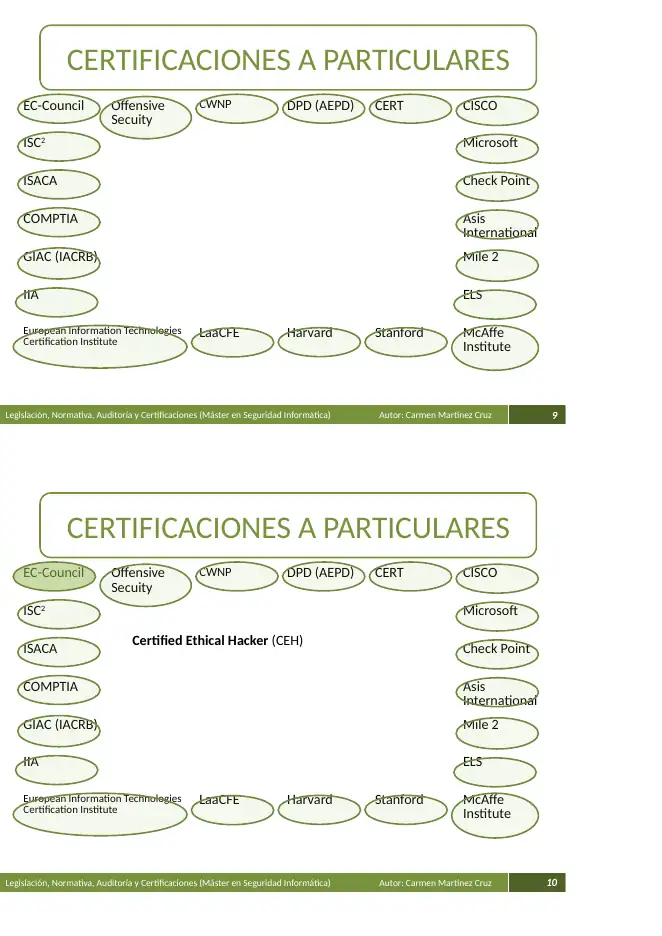 CERTIFICACIONES A PARTICULARES
EC-Council
Offensive
Secuity
CWNP
DPD (AEPD)
CERT
CISCO
ISC²
Microsoft
ISACA
Check Point
COMPTIA
Asis
International
GIAC (IACRB)
Mile 2
IIA
ELS
European Information Technologies
Certification Institute
LaaCFE
Harvard
Stanford
McAffe
Institute
Legislación, Normativa, Auditoría y Certificaciones (Máster en Seguridad Informática)
Autor: Carmen Martínez Cruz
9
CERTIFICACIONES A PARTICULARES
EC-Council
Offensive
Secuity
CWNP
DPD (AEPD)
CERT
CISCO
ISC²
Microsoft
Certified Ethical Hacker (CEH)
ISACA
Check Point
COMPTIA
Asis
International
GIAC (IACRB)
Mile 2
IIA
ELS
European Information Technologies
Certification Institute
LaaCFE
Harvard
Stanford
McAffe
Institute
Legislación, Normativa, Auditoría y Certificaciones (Máster en Seguridad Informática)
Autor: Carmen Martínez Cruz
10